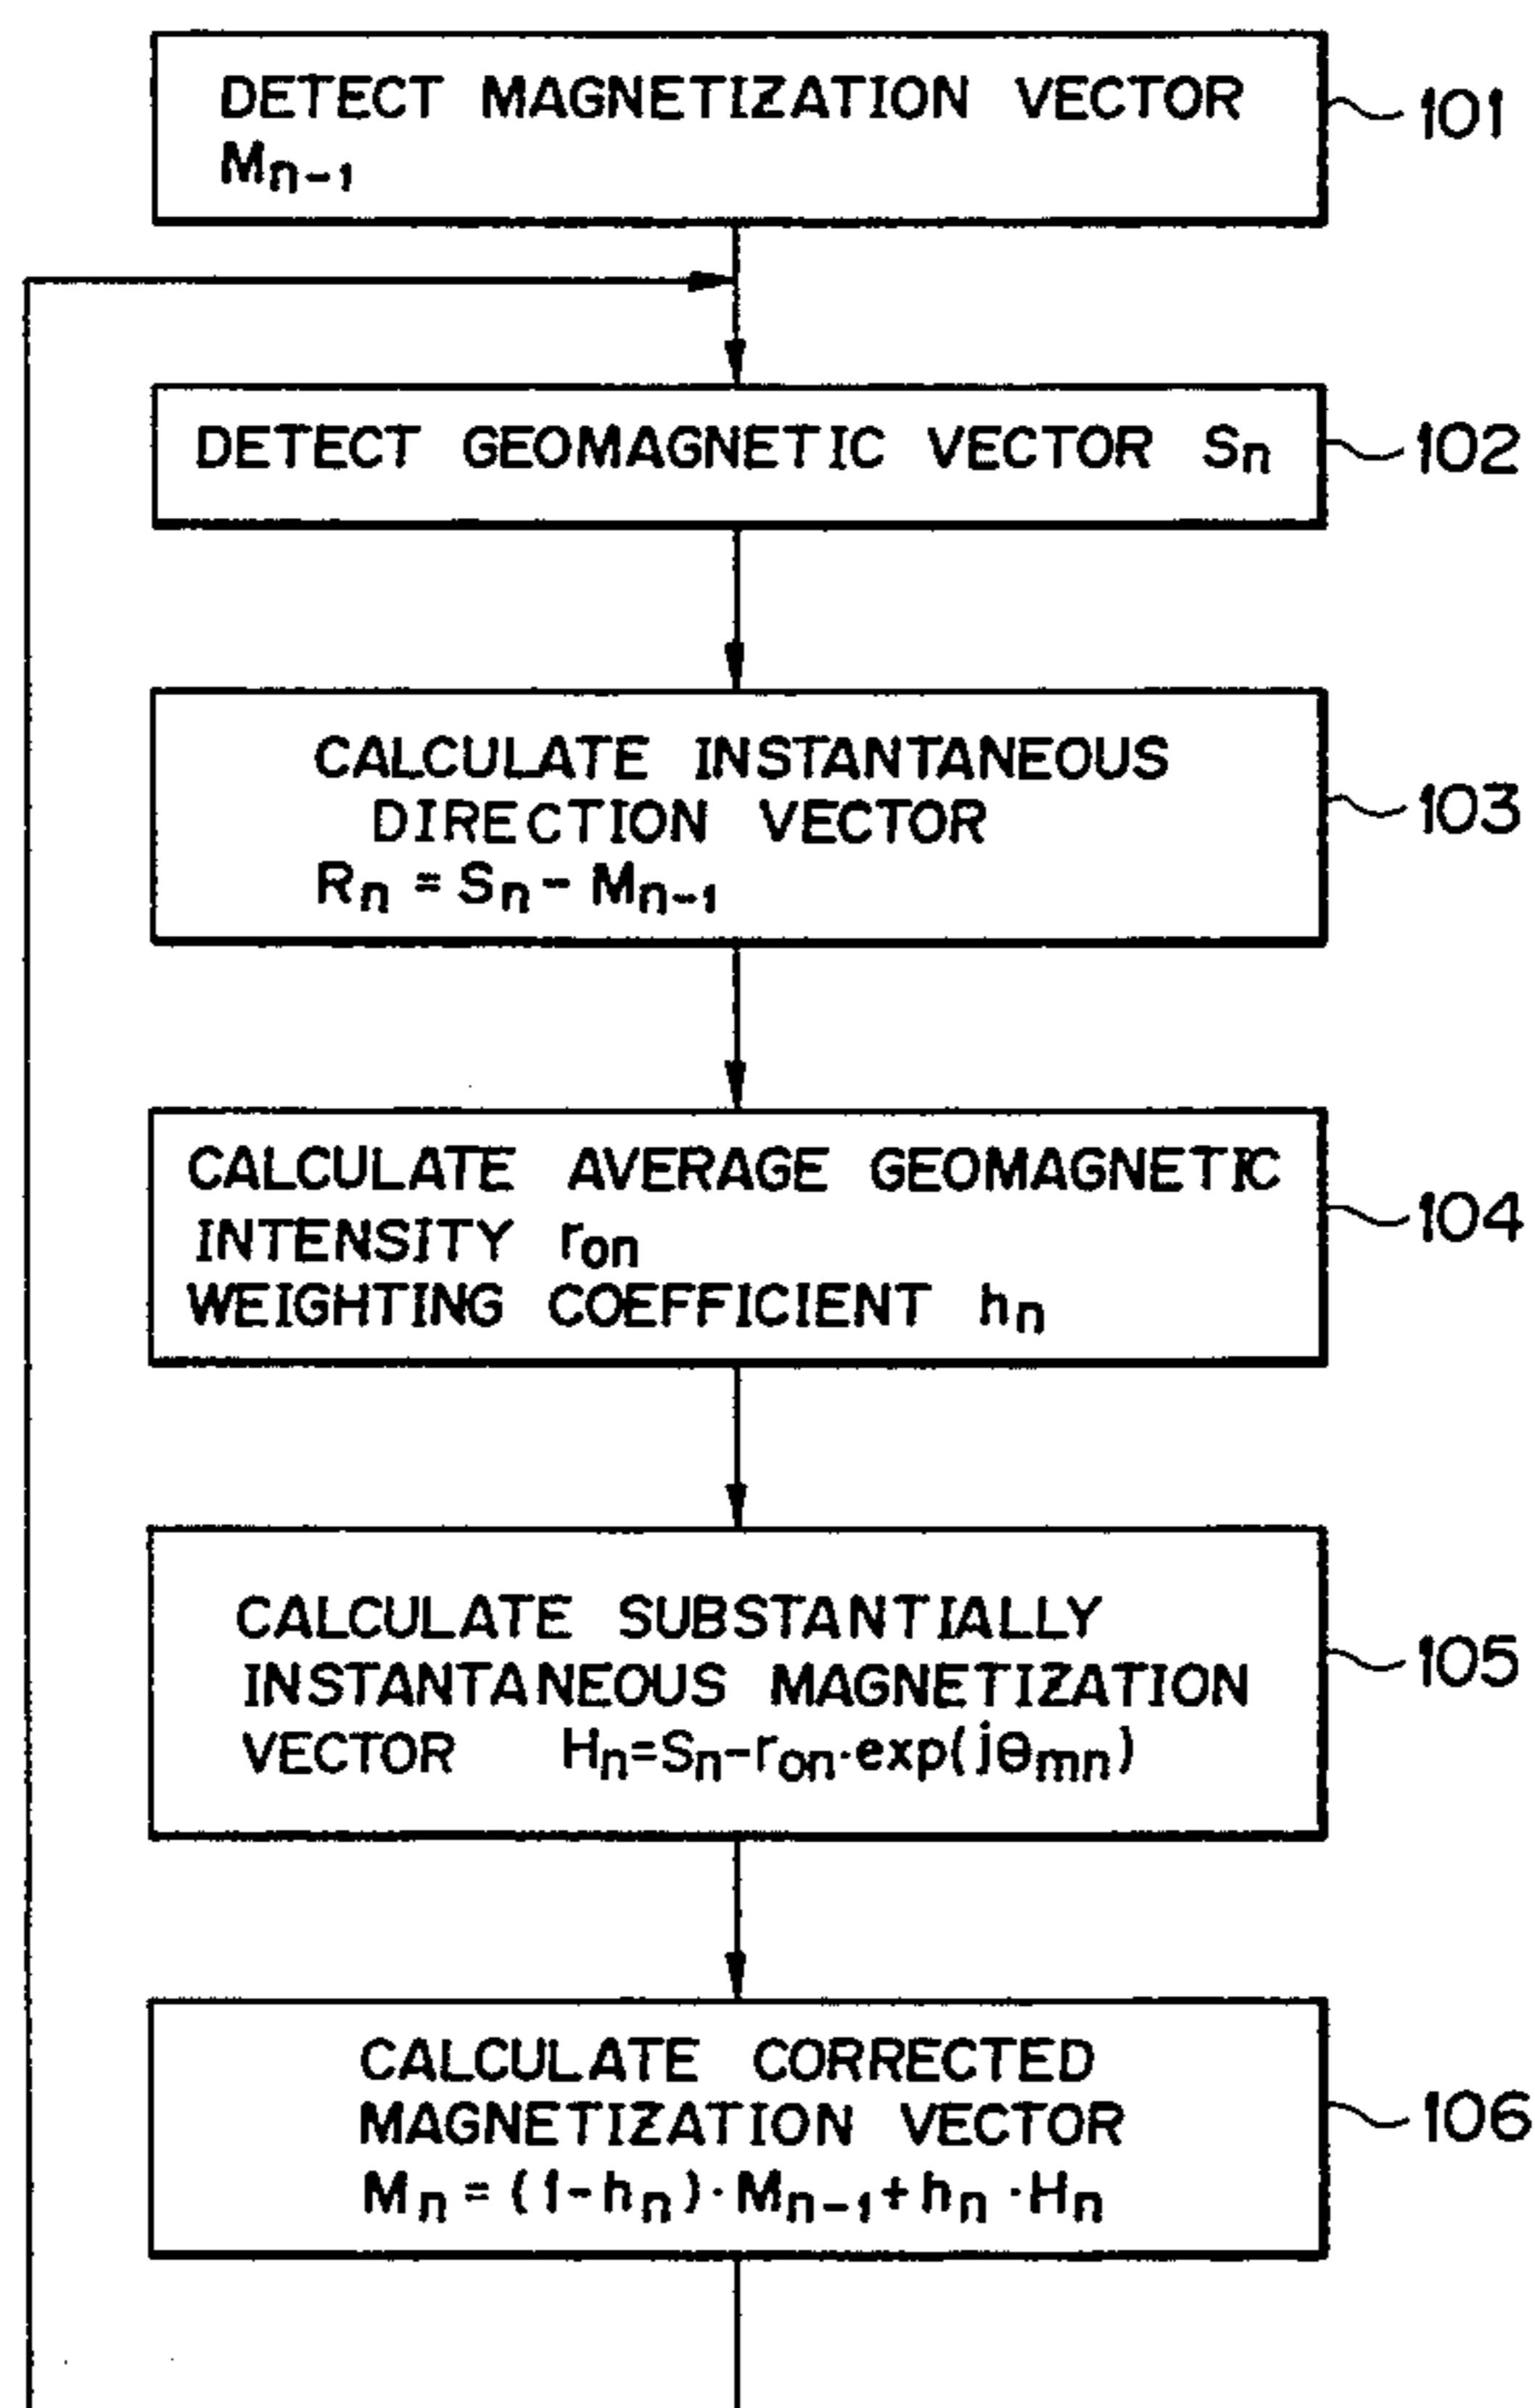 DETECT MAGNETIZATION VECTOR
Mn-1
101
DETECT GEOMAGNETIC VECTOR Sn
102
CALCULATE INSTANTANEOUS
DIRECTION VECTOR
Rn = Sn - Mn-1
103
CALCULATE AVERAGE GEOMAGNETIC
INTENSITY ron
WEIGHTING COEFFICIENT hn
104
CALCULATE SUBSTANTIALLY
INSTANTANEOUS MAGNETIZATION
VECTOR Hn=Sn-ron·exp(jθmn)
105
CALCULATE CORRECTED
MAGNETIZATION VECTOR
Mn = (1-hn)·Mn-1+hn·Hn
106